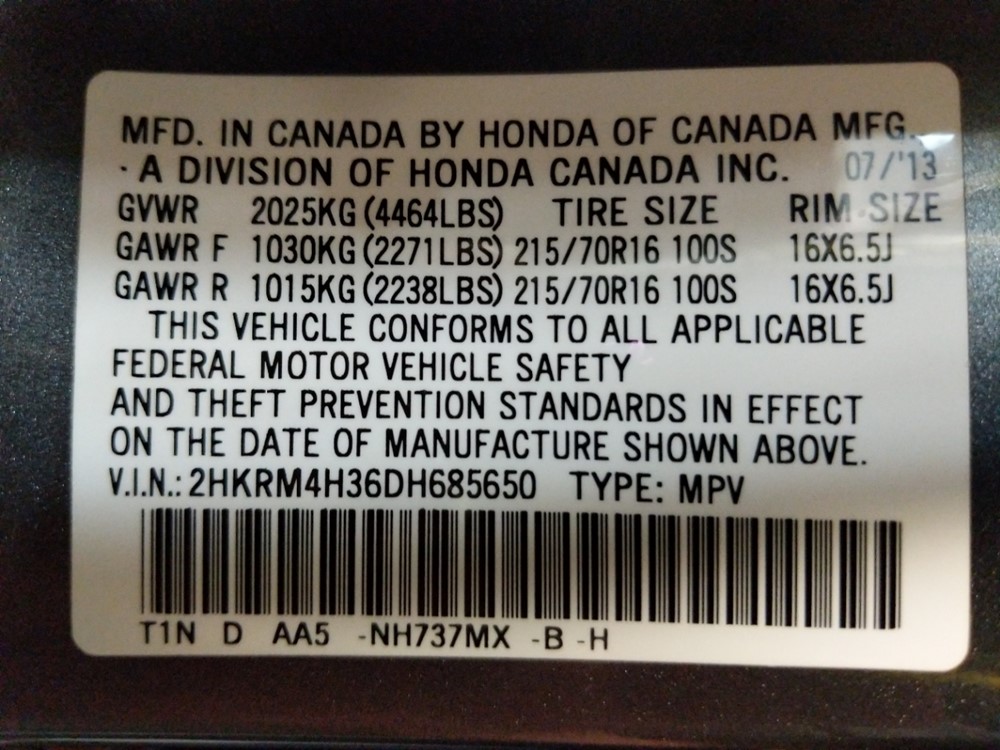 MFD. IN CANADA BY HONDA OF CANADA MFG.,
· A DIVISION OF HONDA CANADA INC. 07/'13
GVWR 2025KG (4464LBS) TIRE SIZE RIM SIZE
GAWR F 1030KG (2271LBS) 215/70R16 100S 16X6.5J
GAWR R 1015KG (2238LBS) 215/70R16 100S 16X6.5J
THIS VEHICLE CONFORMS TO ALL APPLICABLE
FEDERAL MOTOR VEHICLE SAFETY
AND THEFT PREVENTION STANDARDS IN EFFECT
ON THE DATE OF MANUFACTURE SHOWN ABOVE.
V.I.N.: 2HKRM4H36DH685650 TYPE: MPV
T1N D AA5 -NH737MX -B -H